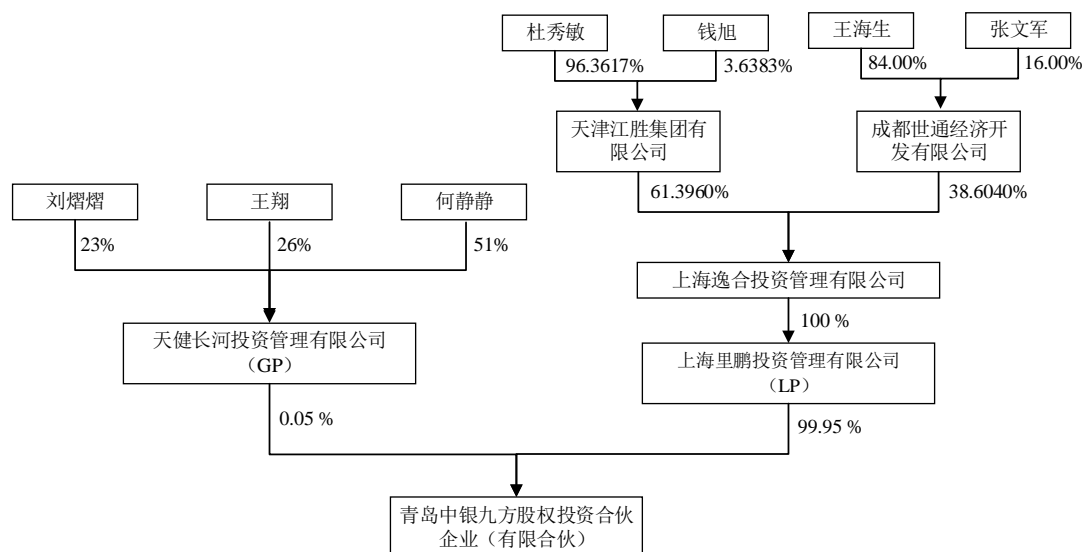 杜秀敏
钱旭
王海生
张文军
96.3617%
3.6383%
84.00%
16.00%
天津江胜集团有
限公司
成都世通经济开
发有限公司
61.3960%
38.6040%
刘熠熠
王翔
何静静
23%
26%
51%
上海逸合投资管理有限公司
100 %
天健长河投资管理有限公司
（GP）
上海里鹏投资管理有限公司
（LP）
0.05 %
99.95 %
青岛中银九方股权投资合伙
企业（有限合伙）